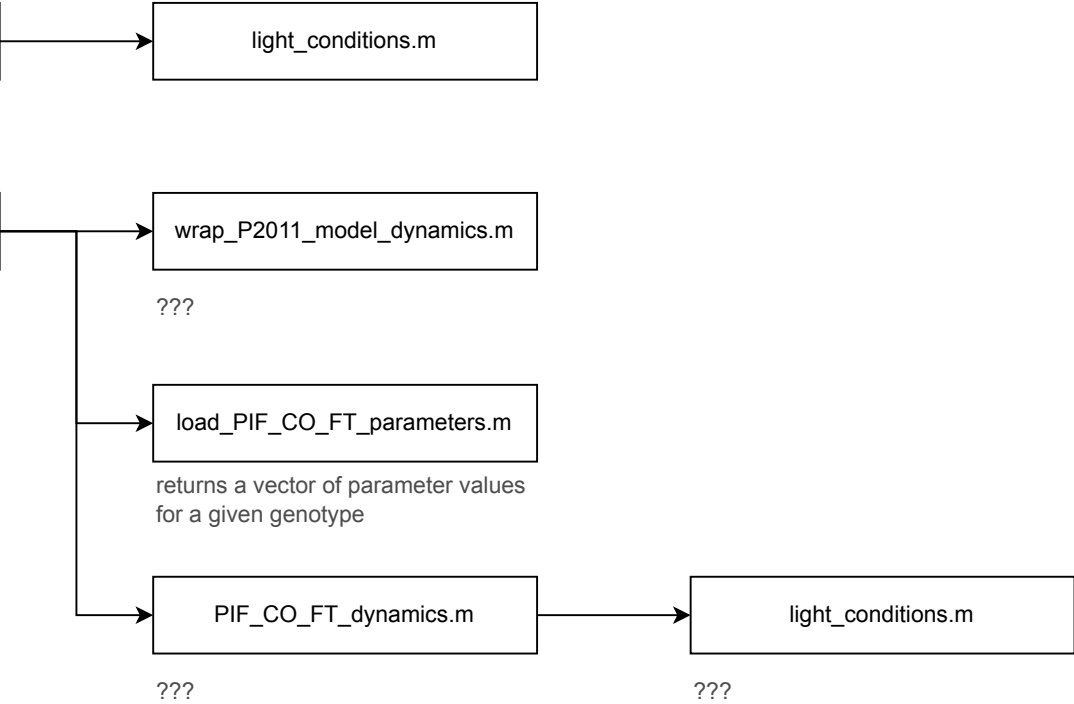 light_conditions.m
wrap_P2011_model_dynamics.m
???
load_PIF_CO_FT_parameters.m
returns a vector of parameter values
for a given genotype
PIF_CO_FT_dynamics.m
light_conditions.m
???
???